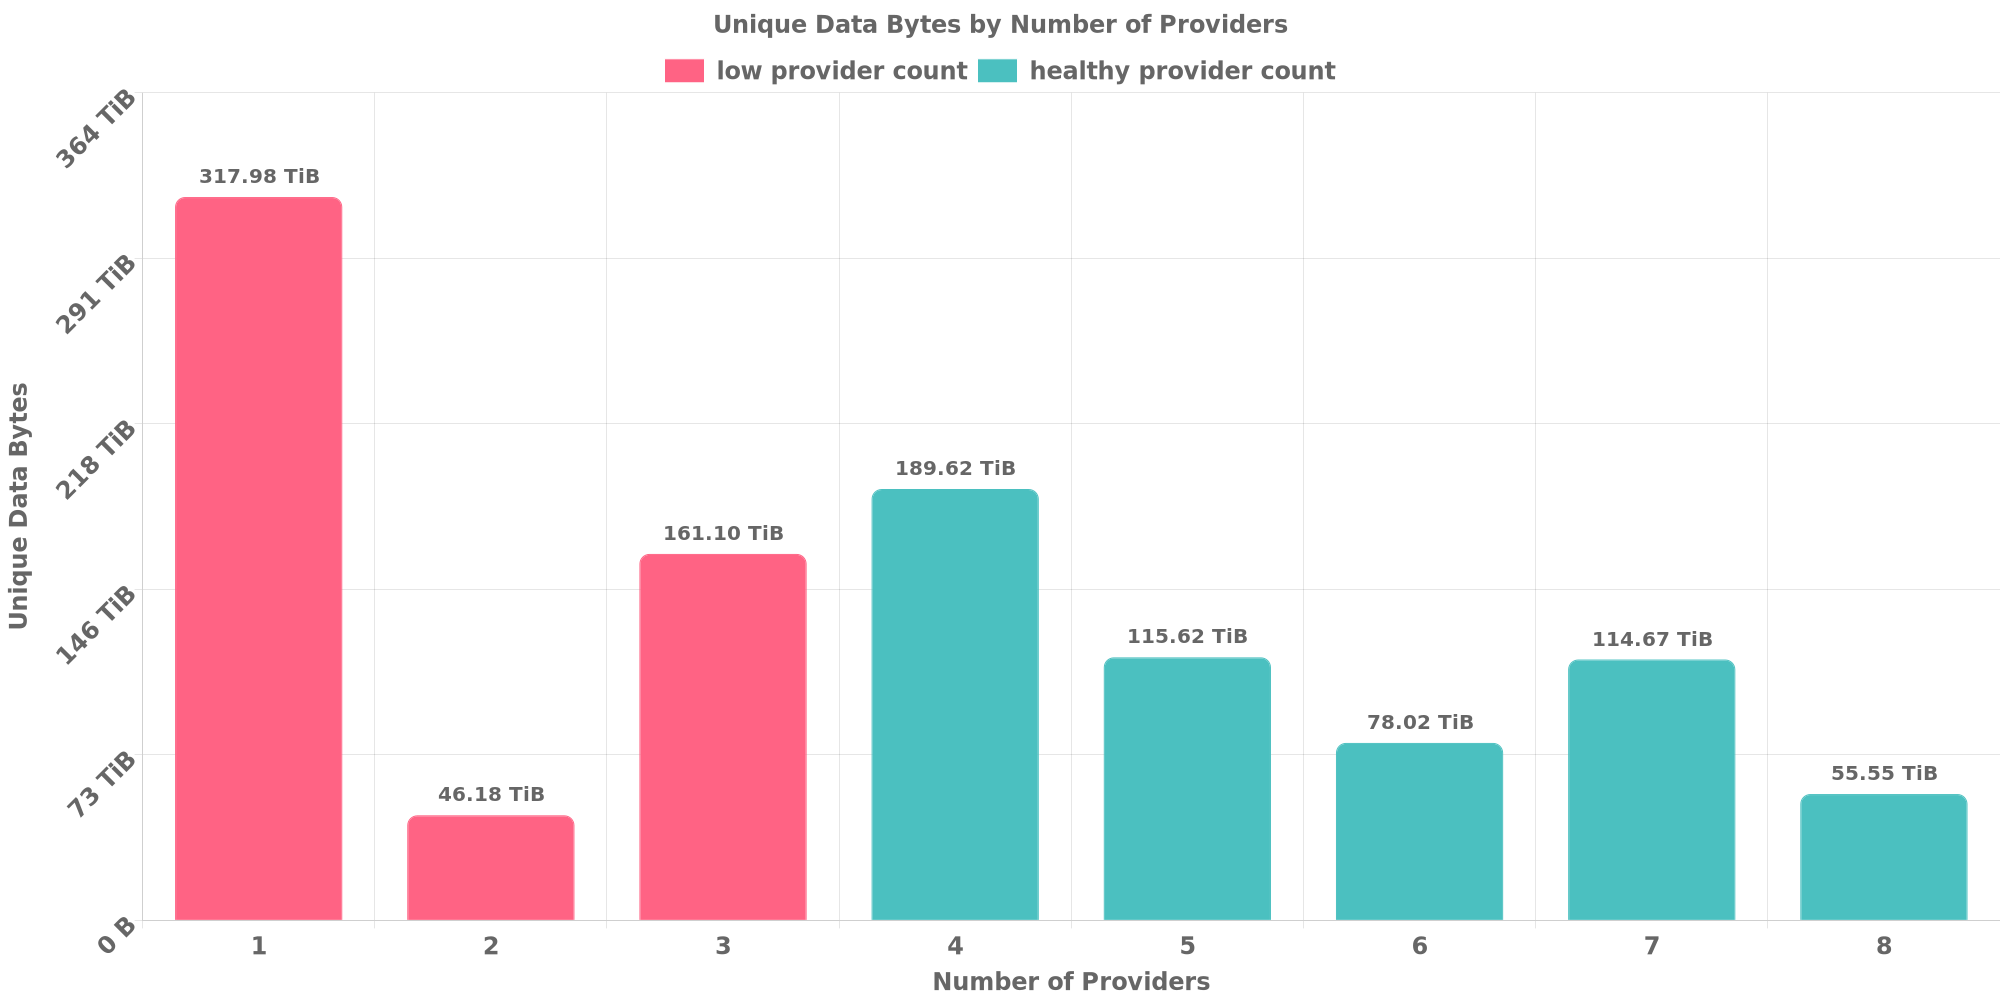 Unique Data Bytes by Number of Providers
low provider count healthy provider count
364 TiB
291 TiB
218 TiB
146 TiB
73 TiB
0 B
Unique Data Bytes
317.98 TiB
46.18 TiB
161.10 TiB
189.62 TiB
115.62 TiB
78.02 TiB
114.67 TiB
55.55 TiB
1 2 3 4 5 6 7 8
Number of Providers